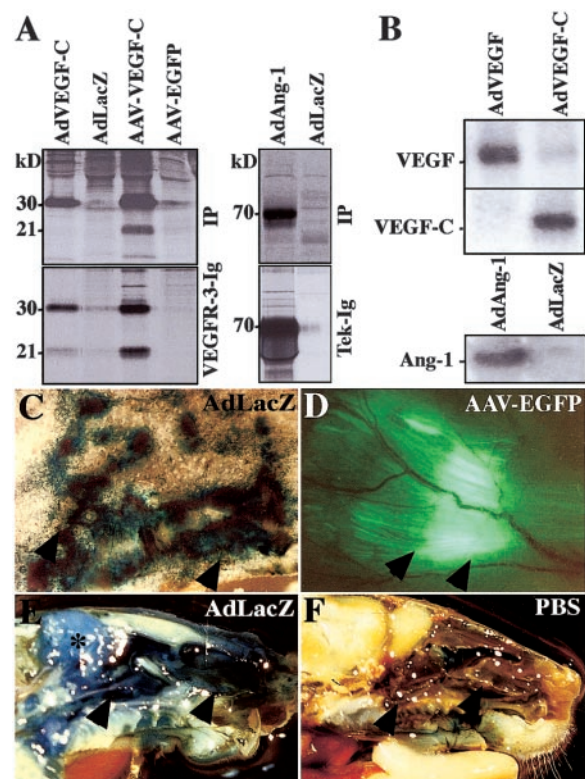 A
B
AdVEGF-C
AdLacZ
AAV-VEGF-C
AAV-EGFP
AdAng-1
AdLacZ
AdVEGF
AdVEGF-C
kD
30
21
IP
kD
70
IP
VEGF
VEGF-C
30
21
VEGFR-3-Ig
70
Tek-Ig
AdAng-1
AdLacZ
Ang-1
C AdLacZ
D AAV-EGFP
E AdLacZ
*
F PBS